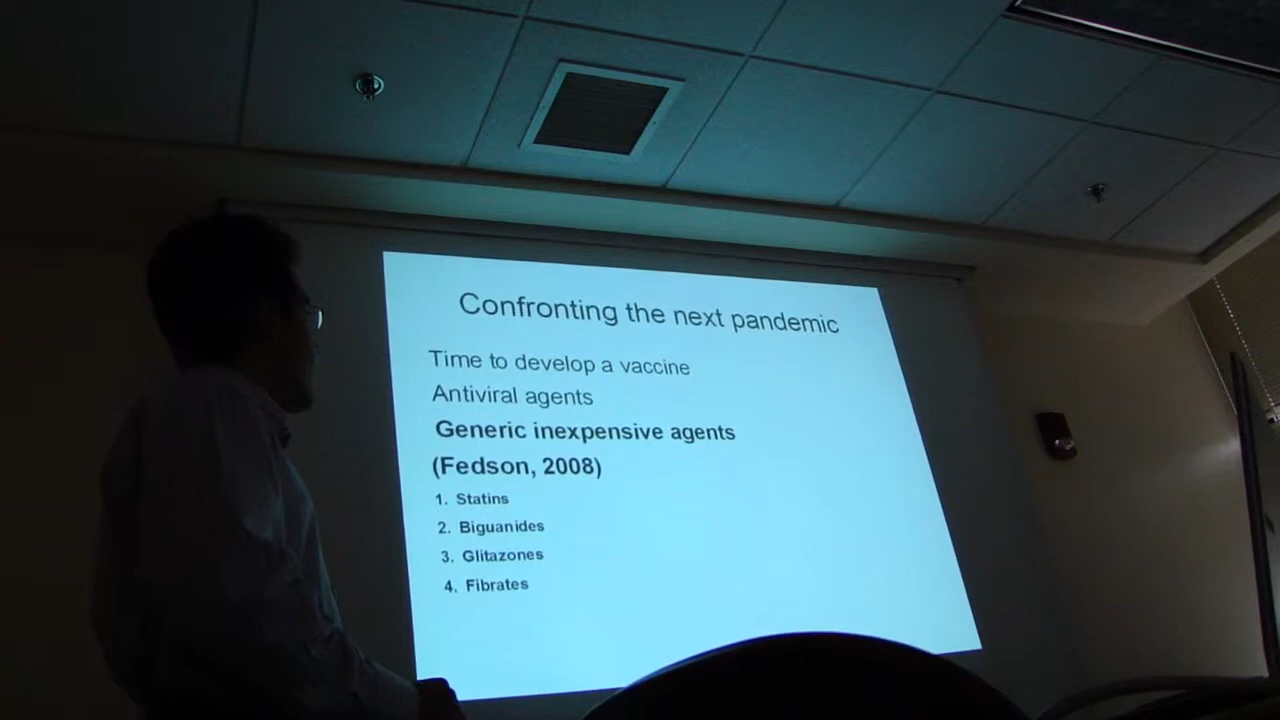 Confronting the next pandemic
Time to develop a vaccine
Antiviral agents
Generic inexpensive agents
(Fedson, 2008)
1. Statins
2. Biguanides
3. Glitazones
4. Fibrates